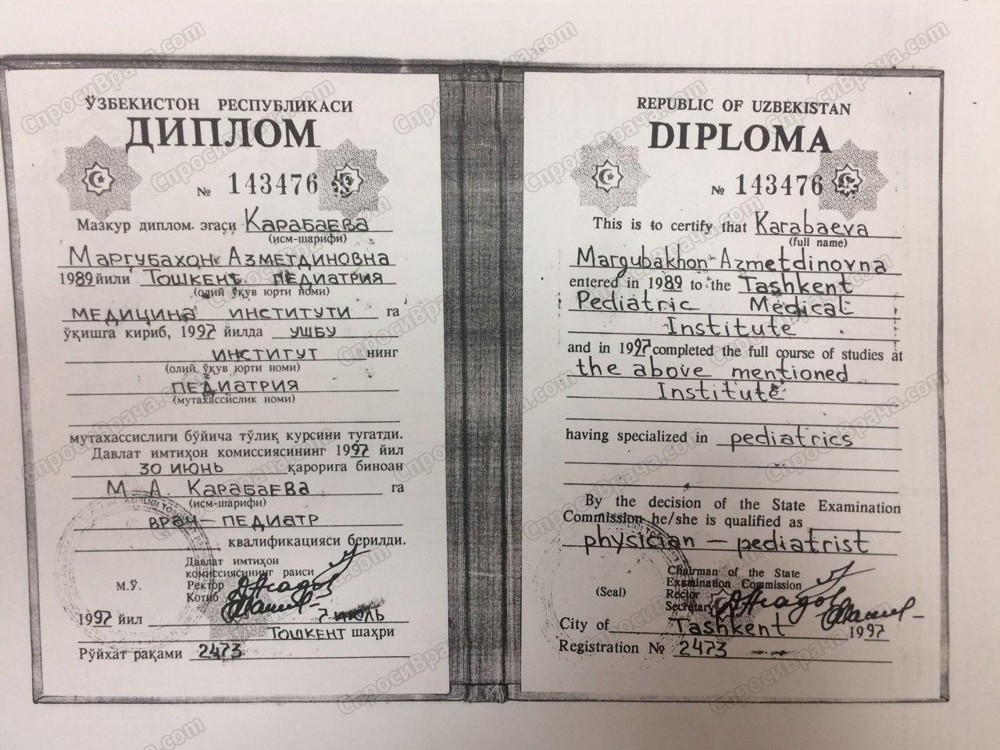 ЎЗБЕКИСТОН РЕСПУБЛИКАСИ
ДИПЛОМ
№ 143476
Мазкур диплом эгаси Карабаева
(исм-шарифи)
Маргубахон Азметдиновна
1989 йили Тошкент педиатрия
(олий ўқув юрти номи)
медицина институти га
ўқишга кириб, 1997 йилда ушбу
институт нинг
(олий ўқув юрти номи)
педиатрия
(мутахассислик номи)
мутахассислиги бўйича тўлиқ курсини тугатди.
Давлат имтиҳон комиссиясининг 1997 йил
30 июнь қарорига биноан
М. А. Карабаева га
(исм-шарифи)
врач – педиатр
квалификацияси берилди.
Давлат имтиҳон
комиссиясининг раиси
М.Ў. Ректор
Котиб
1997 йил 7 июль
Тошкент шаҳри
Рўйхат рақами 2473
REPUBLIC OF UZBEKISTAN
DIPLOMA
№ 143476
This is to certify that Karabaeva
(full name)
Margubakhon Azmetdinovna
entered in 1989 to the Tashkent
Pediatric Medical
Institute
and in 1997 completed the full course of studies at
the above mentioned
Institute
having specialized in pediatrics
By the decision of the State Examination
Commission he/she is qualified as
physician – pediatrist
Chairman of the State
Examination Commission
(Seal) Rector
Secretary
City of Tashkent 1997
Registration № 2473
СпросиВрача.com